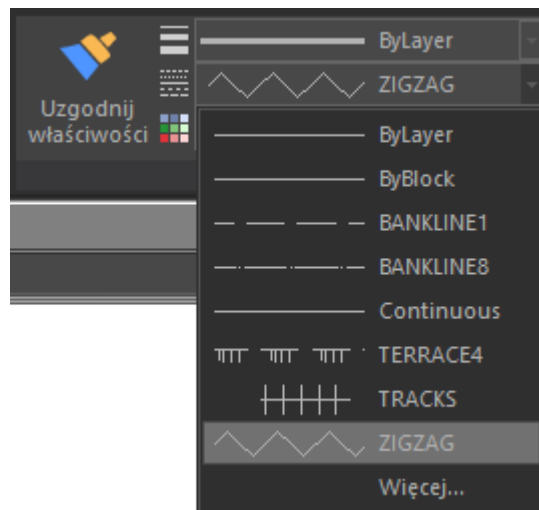 ByLayer
ZIGZAG
Uzgodnij
właściwości
ByLayer
ByBlock
BANKLINE1
BANKLINE8
Continuous
TERRACE4
TRACKS
ZIGZAG
Więcej...